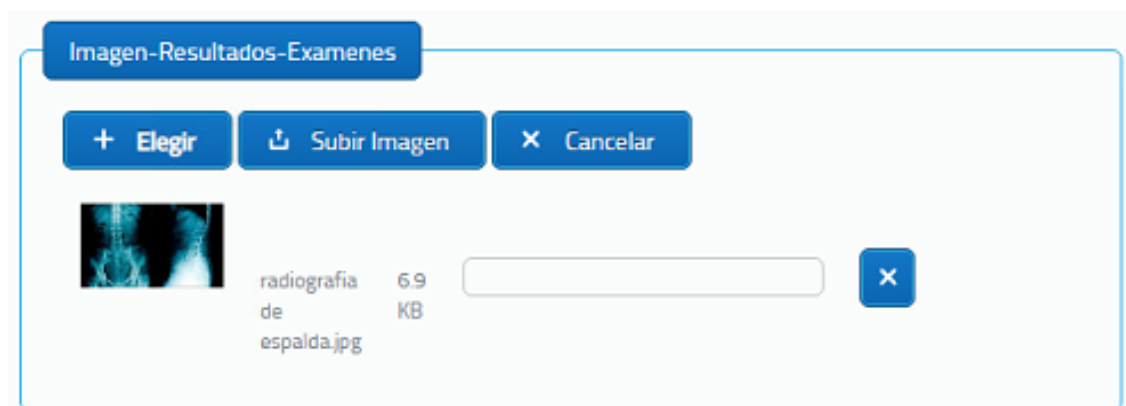 Imagen-Resultados-Examenes
Elegir
Subir Imagen
Cancelar
radiografia
de
espalda.jpg
6.9
KB